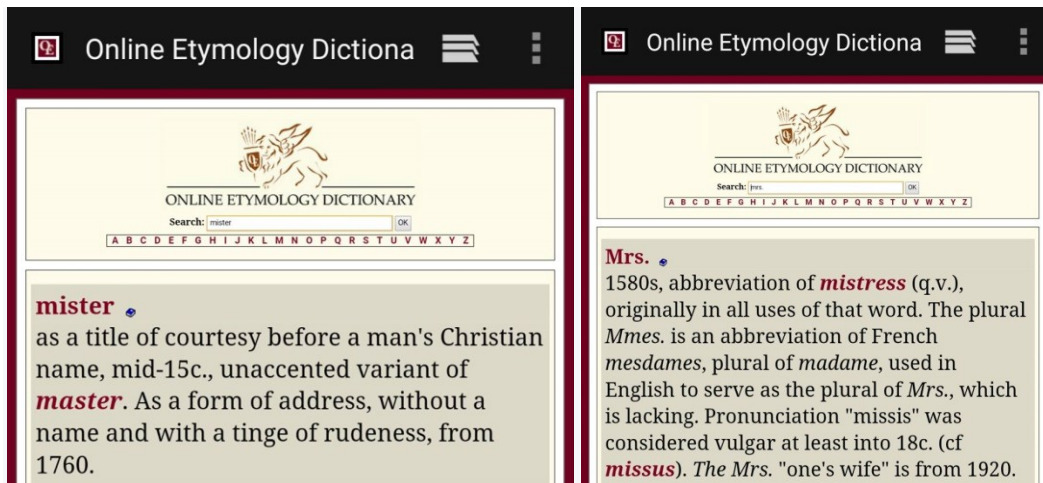 Online Etymology Dictiona
ONLINE ETYMOLOGY DICTIONARY
Search: mister OK
A B C D E F G H I J K L M N O P Q R S T U V W X Y Z
mister
as a title of courtesy before a man's Christian
name, mid-15c., unaccented variant of
master. As a form of address, without a
name and with a tinge of rudeness, from
1760.
Online Etymology Dictiona
ONLINE ETYMOLOGY DICTIONARY
Search: mrs. OK
A B C D E F G H I J K L M N O P Q R S T U V W X Y Z
Mrs.
1580s, abbreviation of mistress (q.v.),
originally in all uses of that word. The plural
Mmes. is an abbreviation of French
mesdames, plural of madame, used in
English to serve as the plural of Mrs., which
is lacking. Pronunciation "missis" was
considered vulgar at least into 18c. (cf
missus). The Mrs. "one's wife" is from 1920.